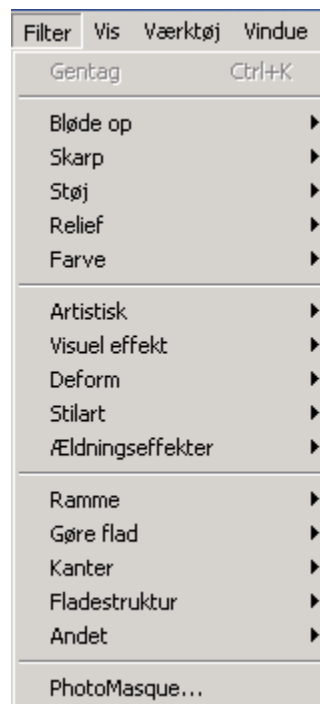 Filter Vis Værktøj Vindue
Gentag Ctrl+K
Bløde op
Skarp
Støj
Relief
Farve
Artistisk
Visuel effekt
Deform
Stilart
Ældningseffekter
Ramme
Gøre flad
Kanter
Fladestruktur
Andet
PhotoMasque...